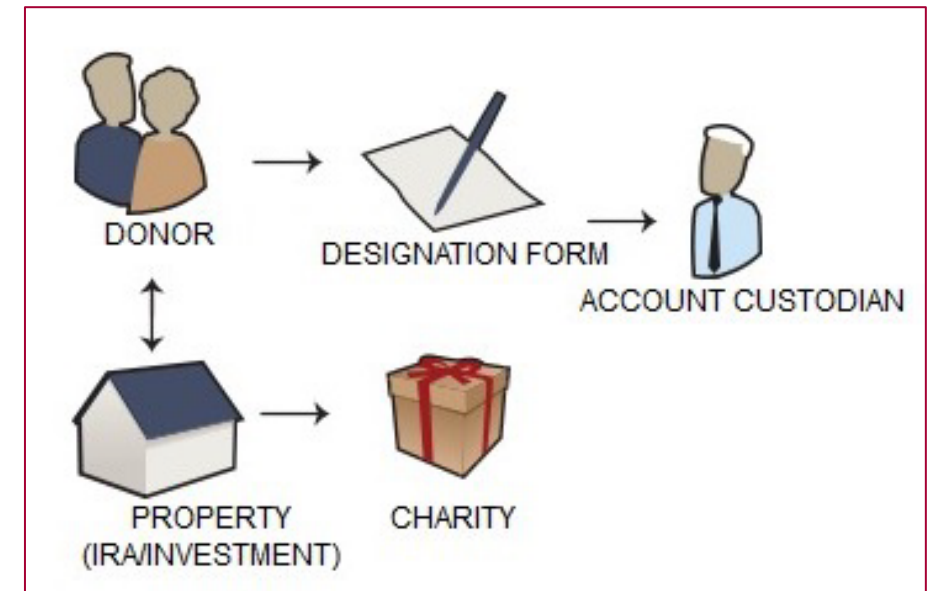 DONOR
DESIGNATION FORM
ACCOUNT CUSTODIAN
PROPERTY
(IRA/INVESTMENT)
CHARITY